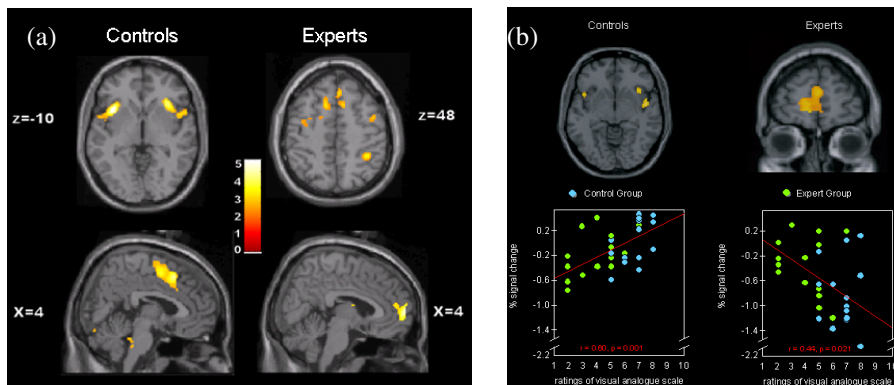 (a) Controls Experts
z=-10
z=48
5
4
3
2
1
0
X=4
X=4
(b)
Controls Experts
Control Group Expert Group
% signal change
0.2
-0.2
-0.6
-1.0
-1.4
-2.2
1 2 3 4 5 6 7 8 9 10
r = 0.60, p = 0.001
ratings of visual analogue scale
% signal change
0.2
-0.2
-0.6
-1.0
-1.4
-2.2
1 2 3 4 5 6 7 8 9 10
ratings of visual analogue scale